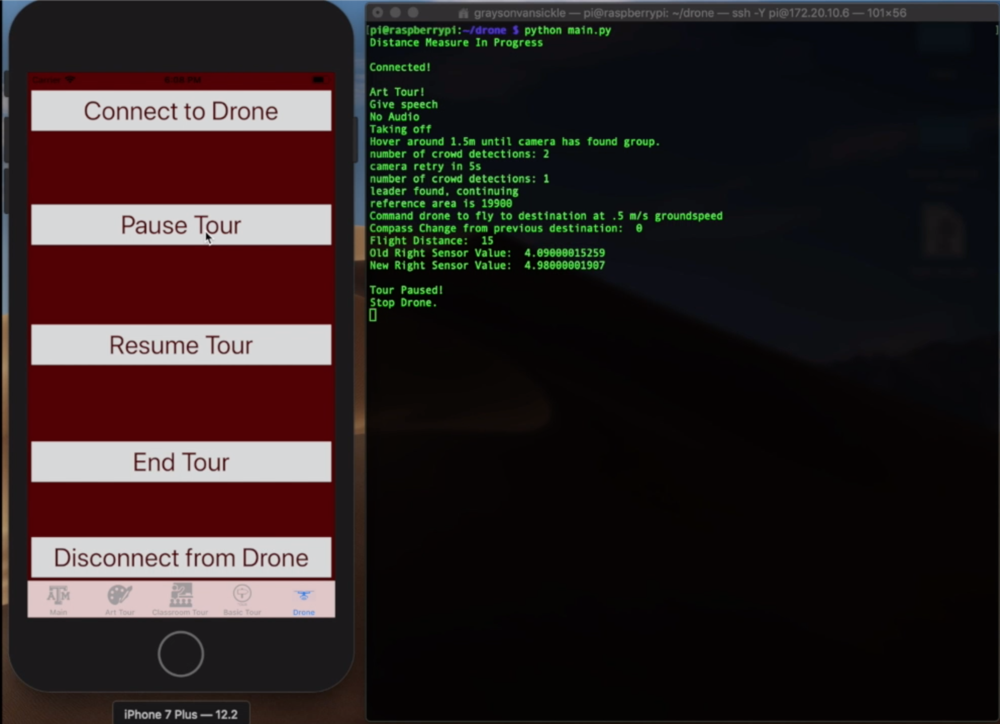 Carrier
6:08 PM
Connect to Drone
Pause Tour
Resume Tour
End Tour
Disconnect from Drone
ATM
Main
Art Tour
Classroom Tour
Basic Tour
Drone
iPhone 7 Plus — 12.2
graysonvansickle — pi@raspberrypi: ~/drone — ssh -Y pi@172.20.10.6 — 101×56
[pi@raspberrypi:~/drone $ python main.py ]
Distance Measure In Progress
Connected!
Art Tour!
Give speech
No Audio
Taking off
Hover around 1.5m until camera has found group.
number of crowd detections: 2
camera retry in 5s
number of crowd detections: 1
leader found, continuing
reference area is 19900
Command drone to fly to destination at .5 m/s groundspeed
Compass Change from previous destination:  0
Flight Distance:  15
Old Right Sensor Value:  4.09000015259
New Right Sensor Value:  4.98000001907
Tour Paused!
Stop Drone.